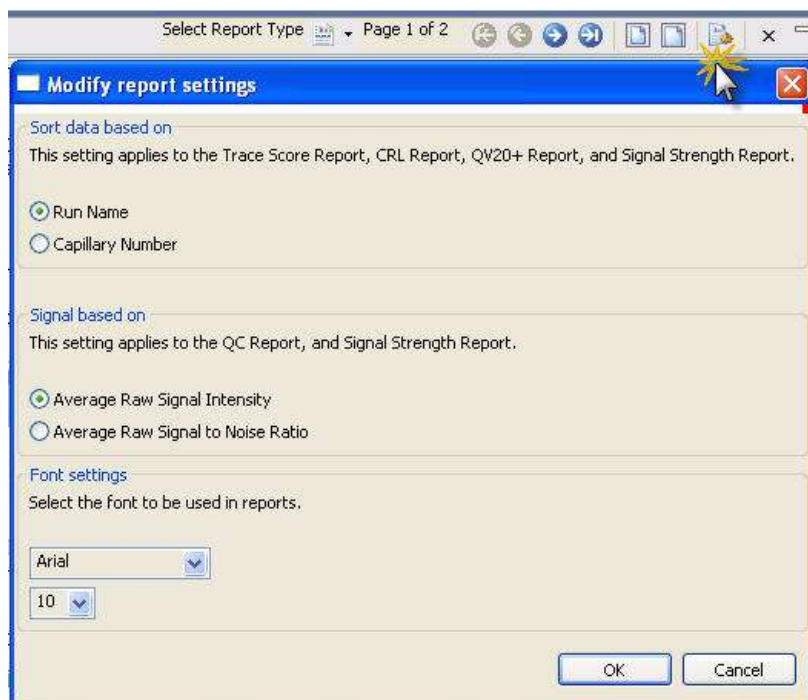 Select Report Type Page 1 of 2
Modify report settings
Sort data based on
This setting applies to the Trace Score Report, CRL Report, QV20+ Report, and Signal Strength Report.
Run Name
Capillary Number
Signal based on
This setting applies to the QC Report, and Signal Strength Report.
Average Raw Signal Intensity
Average Raw Signal to Noise Ratio
Font settings
Select the font to be used in reports.
Arial
10
OK Cancel